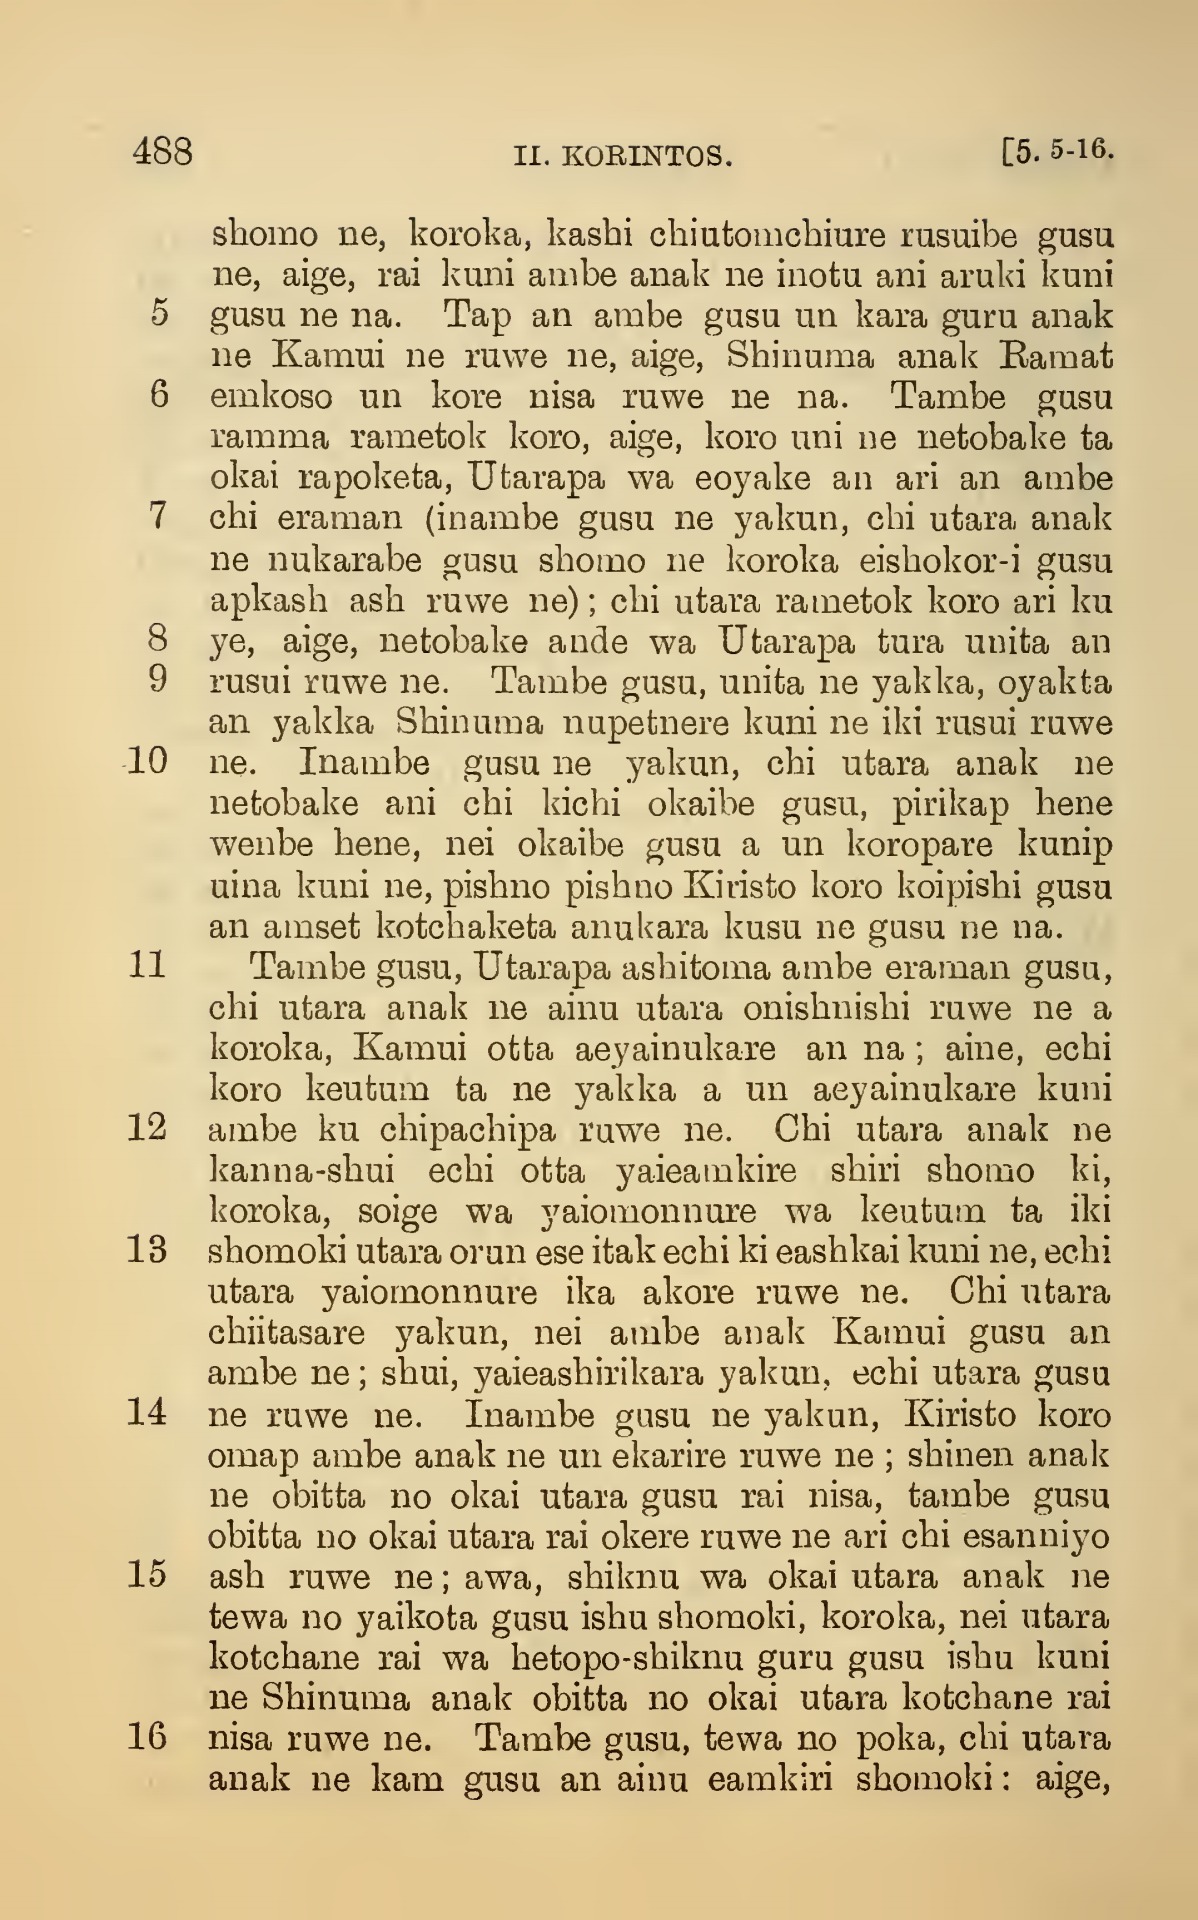 488 II. KORINTOS. [5. 5-16.
shomo ne, koroka, kashi chiutomchiure rusuibe gusu
ne, aige, rai kuni ambe anak ne inotu ani aruki kuni
5 gusu ne na. Tap an ambe gusu un kara guru anak
ne Kamui ne ruwe ne, aige, Shinuma anak Ramat
6 emkoso un kore nisa ruwe ne na. Tambe gusu
ramma rametok koro, aige, koro uni ne netobake ta
okai rapoketa, Utarapa wa eoyake an ari an ambe
7 chi eraman (inambe gusu ne yakun, chi utara anak
ne nukarabe gusu shomo ne koroka eishokor-i gusu
apkash ash ruwe ne); chi utara rametok koro ari ku
8 ye, aige, netobake ande wa Utarapa tura unita an
9 rusui ruwe ne. Tambe gusu, unita ne yakka, oyakta
an yakka Shinuma nupetnere kuni ne iki rusui ruwe
10 ne. Inambe gusu ne yakun, chi utara anak ne
netobake ani chi kichi okaibe gusu, pirikap hene
wenbe hene, nei okaibe gusu a un koropare kunip
uina kuni ne, pishno pishno Kiristo koro koipishi gusu
an amset kotchaketa anukara kusu ne gusu ne na.
11 Tambe gusu, Utarapa ashitoma ambe eraman gusu,
chi utara anak ne ainu utara onishnishi ruwe ne a
koroka, Kamui otta aeyainukare an na; aine, echi
koro keutum ta ne yakka a un aeyainukare kuni
12 ambe ku chipachipa ruwe ne. Chi utara anak ne
kanna-shui echi otta yaieamkire shiri shomo ki,
koroka, soige wa yaiomonnure wa keutum ta iki
13 shomoki utara orun ese itak echi ki eashkai kuni ne, echi
utara yaiomonnure ika akore ruwe ne. Chi utara
chiitasare yakun, nei ambe anak Kamui gusu an
ambe ne; shui, yaieashirikara yakun, echi utara gusu
14 ne ruwe ne. Inambe gusu ne yakun, Kiristo koro
omap ambe anak ne un ekarire ruwe ne; shinen anak
ne obitta no okai utara gusu rai nisa, tambe gusu
obitta no okai utara rai okere ruwe ne ari chi esanniyo
15 ash ruwe ne; awa, shiknu wa okai utara anak ne
tewa no yaikota gusu ishu shomoki, koroka, nei utara
kotchane rai wa hetopo-shiknu guru gusu ishu kuni
ne Shinuma anak obitta no okai utara kotchane rai
16 nisa ruwe ne. Tambe gusu, tewa no poka, chi utara
anak ne kam gusu an ainu eamkiri shomoki: aige,